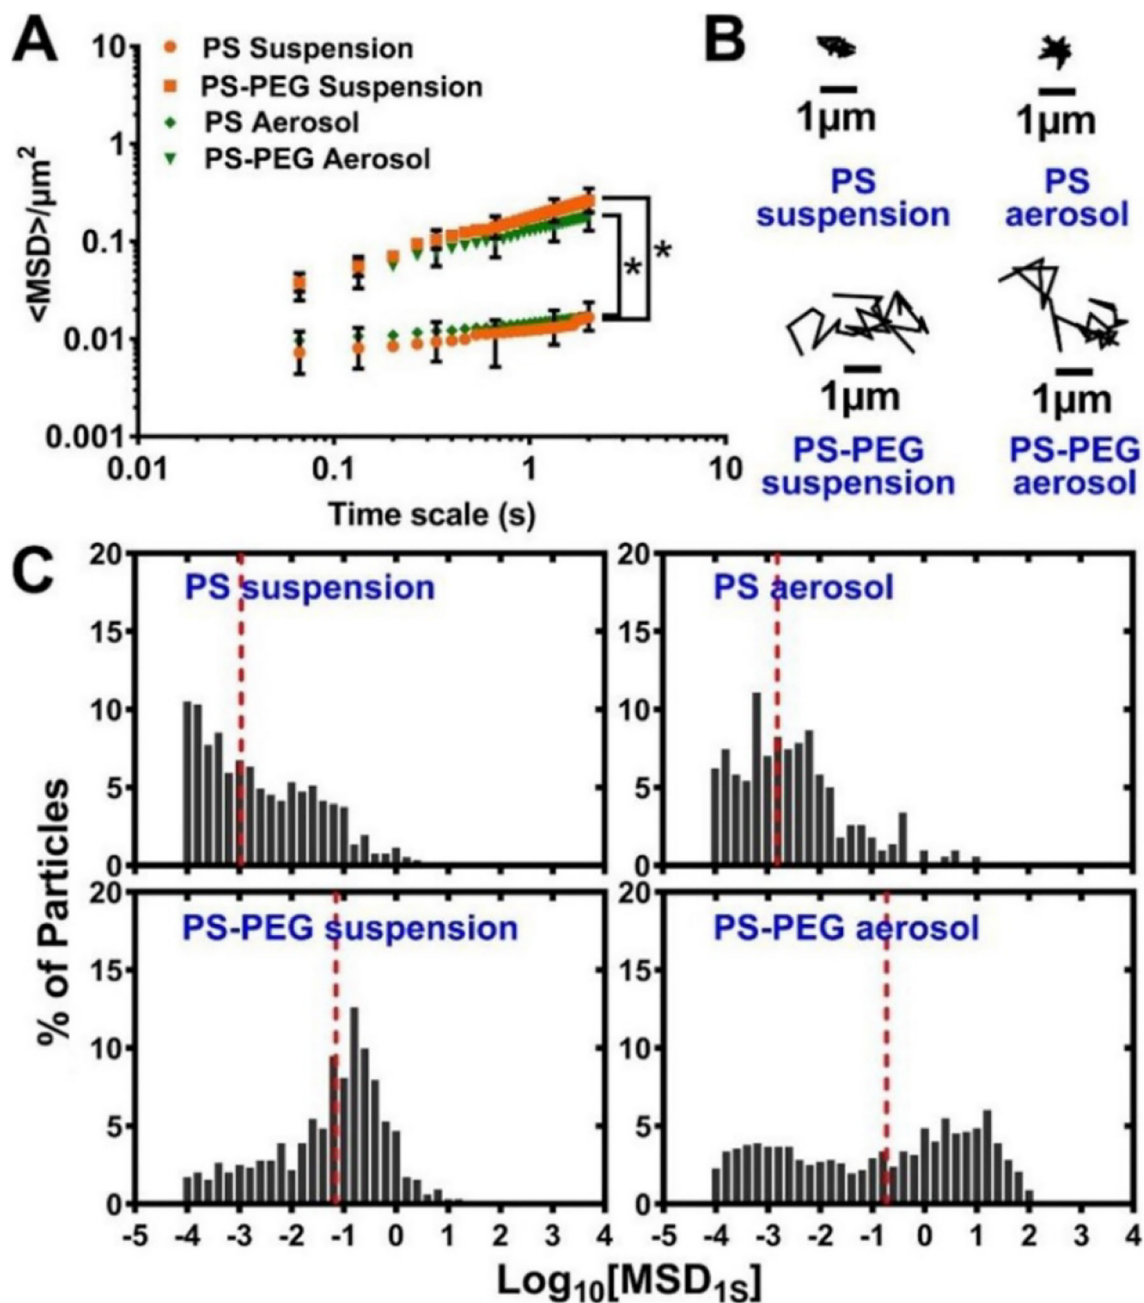 A
10
1
0.1
0.01
0.001
<MSD>/µm²
PS Suspension
PS-PEG Suspension
PS Aerosol
PS-PEG Aerosol
*
*
0.01 0.1 1 10
Time scale (s)
B
1µm 1µm
PS
suspension
PS
aerosol
1µm 1µm
PS-PEG
suspension
PS-PEG
aerosol
C
% of Particles
PS suspension
20
15
10
5
0
PS aerosol
20
15
10
5
0
PS-PEG suspension
20
15
10
5
0
-5 -4 -3 -2 -1 0 1 2 3 4
PS-PEG aerosol
20
15
10
5
0
-5 -4 -3 -2 -1 0 1 2 3 4
Log₁₀[MSD₁S]